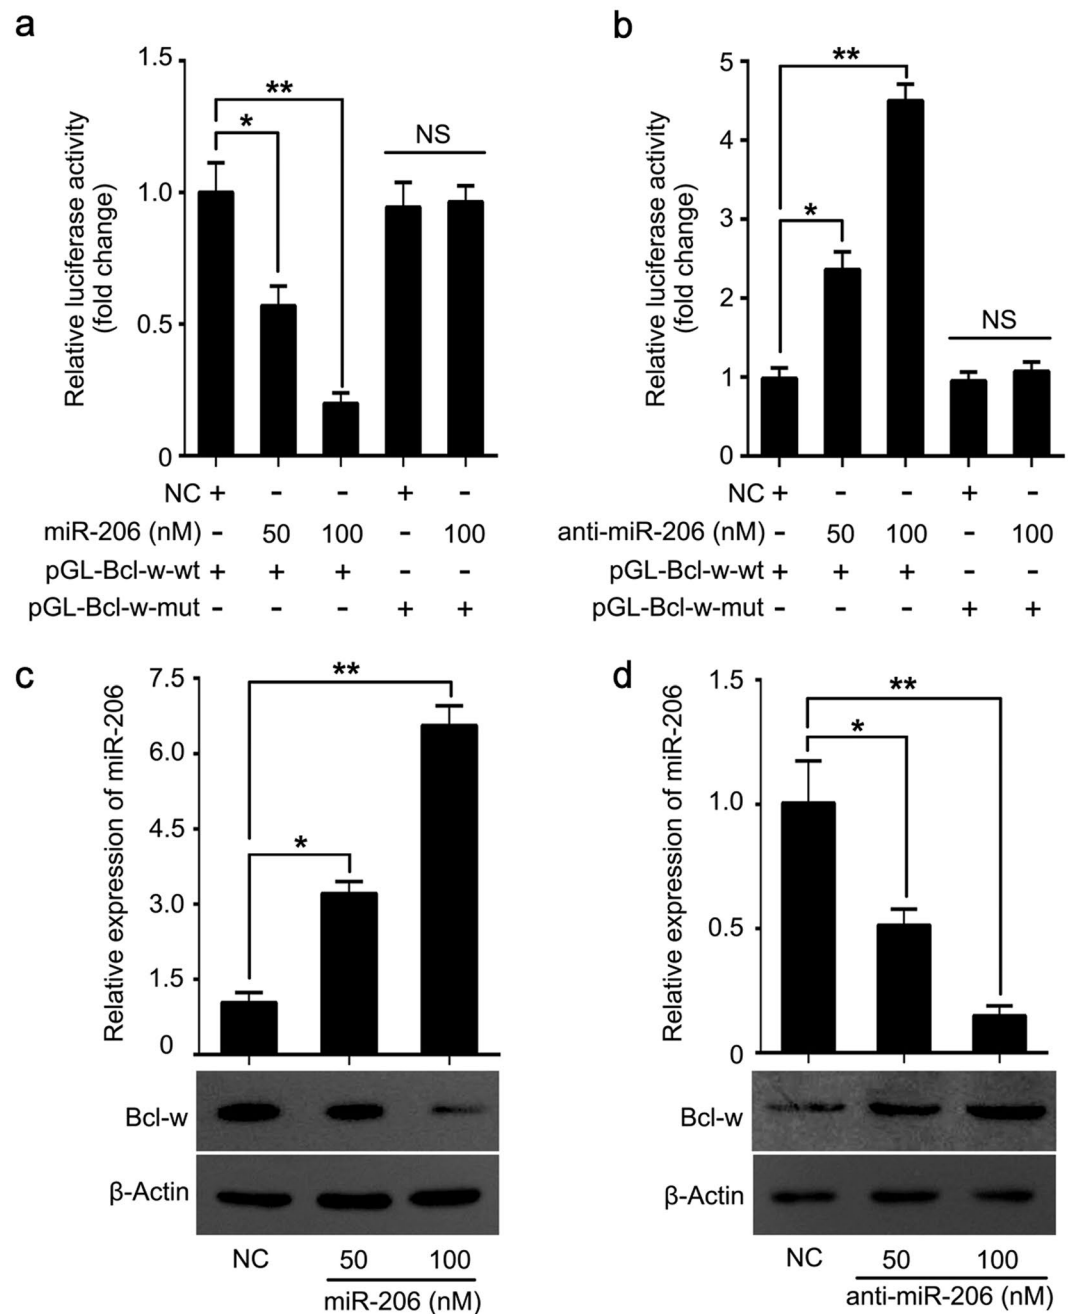 a
Relative luciferase activity
(fold change)
1.5
1.0
0.5
0
**
*
NS
NC + - - + -
miR-206 (nM) - 50 100 - 100
pGL-Bcl-w-wt + + + - -
pGL-Bcl-w-mut - - - + +
b
Relative luciferase activity
(fold change)
5
4
3
2
1
0
**
*
NS
NC + - - + -
anti-miR-206 (nM) - 50 100 - 100
pGL-Bcl-w-wt + + + - -
pGL-Bcl-w-mut - - - + +
c
Relative expression of miR-206
7.5
6.0
4.5
3.0
1.5
0
**
*
Bcl-w
β-Actin
NC 50 100
miR-206 (nM)
d
Relative expression of miR-206
1.5
1.0
0.5
0
**
*
Bcl-w
β-Actin
NC 50 100
anti-miR-206 (nM)